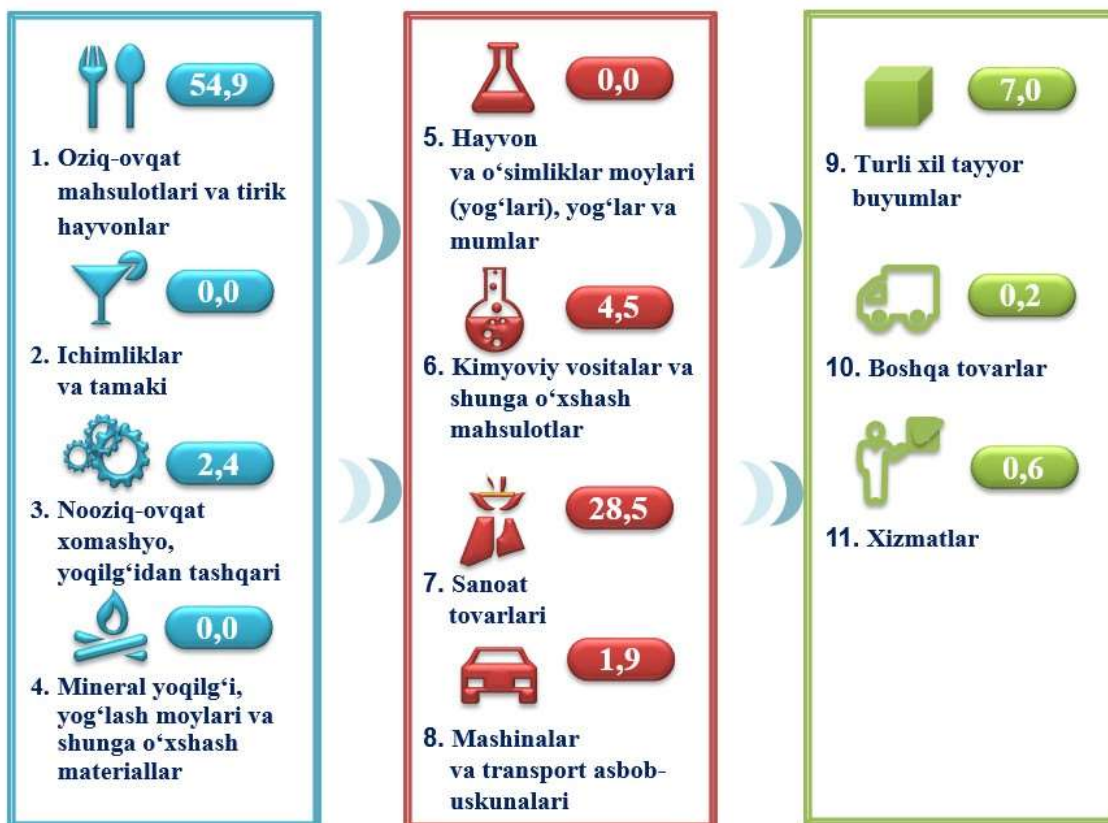 54,9
1. Oziq-ovqat
mahsulotlari va tirik
hayvonlar
0,0
2. Ichimliklar
va tamaki
2,4
3. Nooziq-ovqat
xomashyo,
yoqilg‘idan tashqari
0,0
4. Mineral yoqilg‘i,
yog‘lash moylari va
shunga o‘xshash
materiallar
0,0
5. Hayvon
va o‘simliklar moylari
(yog‘lari), yog‘lar va
mumlar
4,5
6. Kimyoviy vositalar va
shunga o‘xshash
mahsulotlar
28,5
7. Sanoat
tovarlari
1,9
8. Mashinalar
va transport asbob-
uskunalari
7,0
9. Turli xil tayyor
buyumlar
0,2
10. Boshqa tovarlar
0,6
11. Xizmatlar